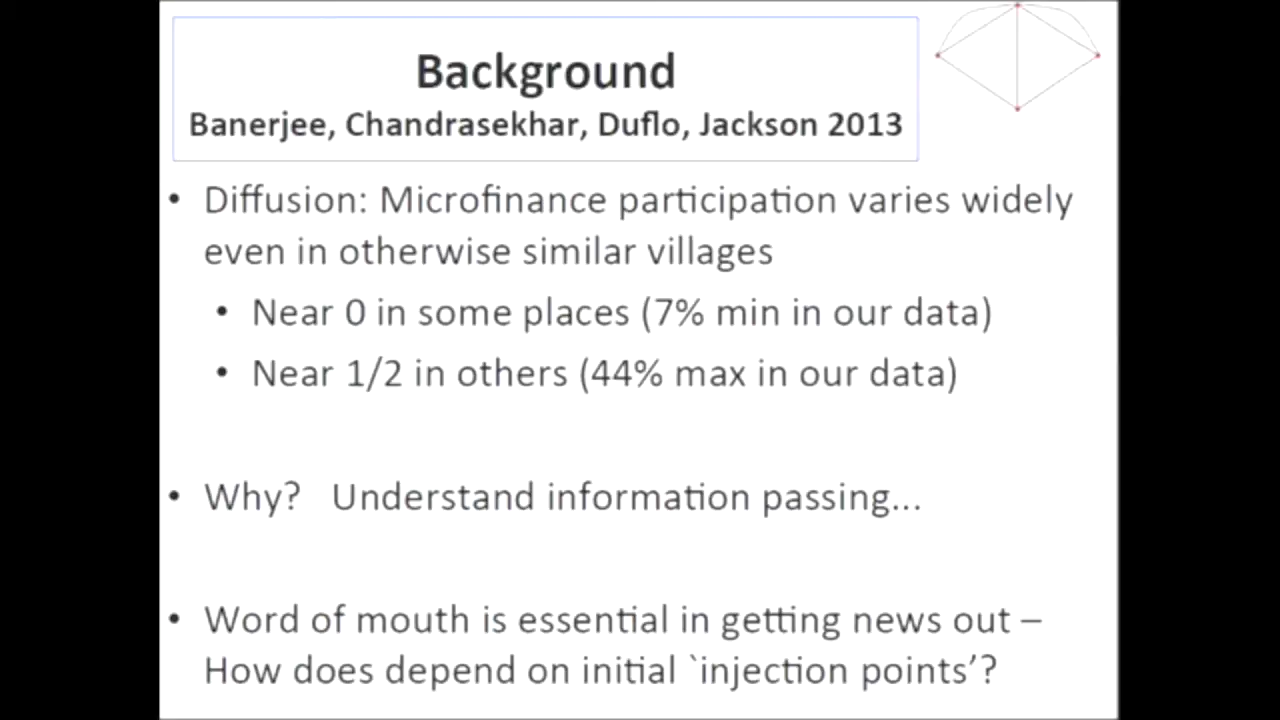 Background
Banerjee, Chandrasekhar, Duflo, Jackson 2013
• Diffusion: Microfinance participation varies widely
even in otherwise similar villages
• Near 0 in some places (7% min in our data)
• Near 1/2 in others (44% max in our data)
• Why? Understand information passing...
• Word of mouth is essential in getting news out –
How does depend on initial `injection points’?